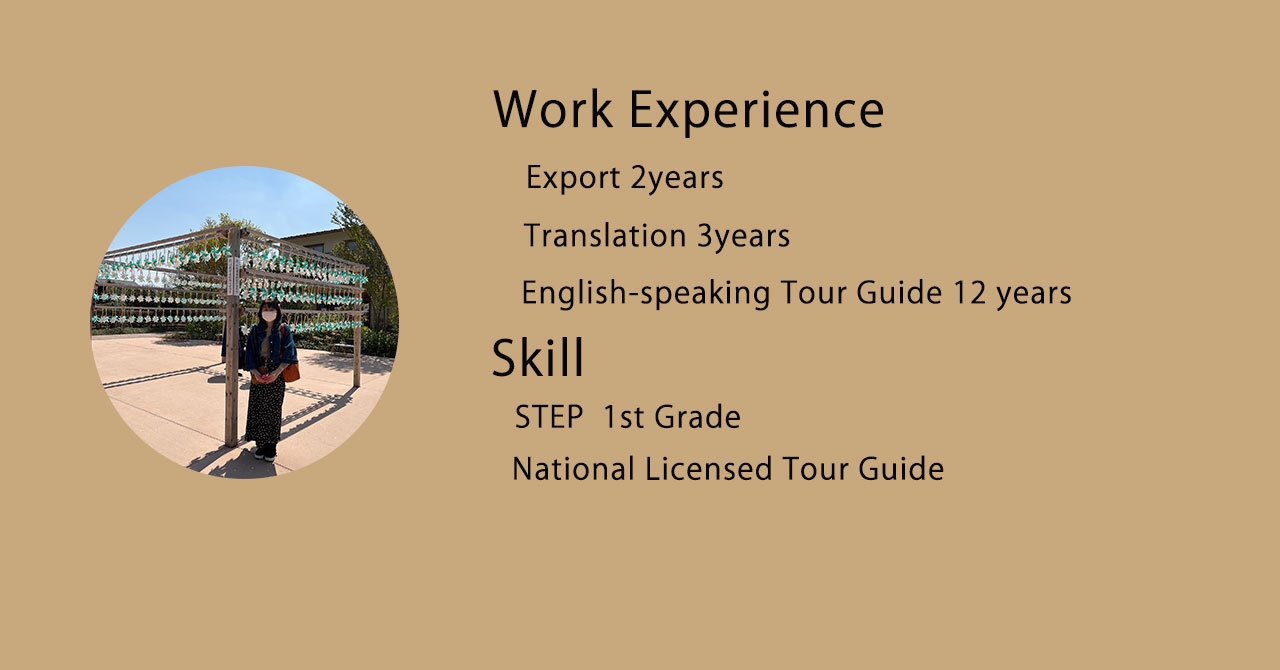 Work Experience
Export 2years
Translation 3years
English-speaking Tour Guide 12 years
Skill
STEP  1st Grade
National Licensed Tour Guide